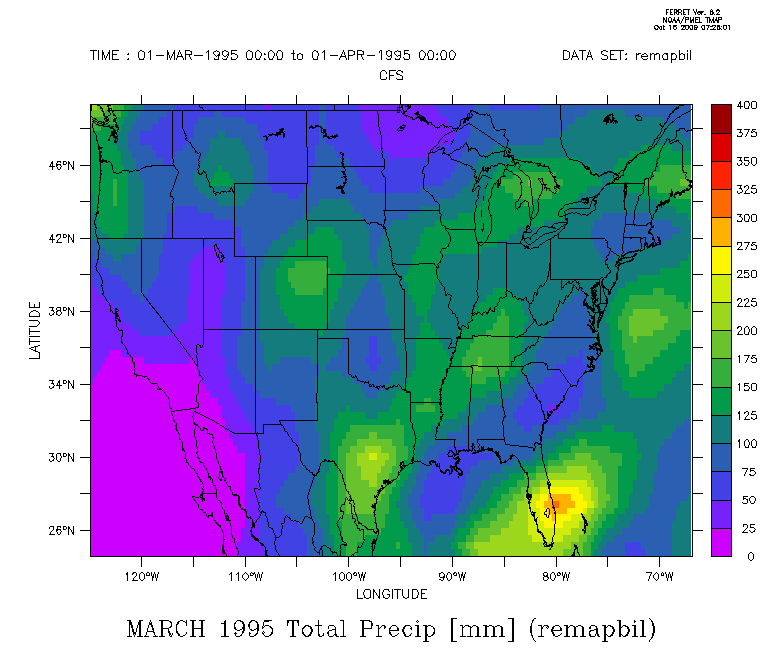 FERRET Ver. 6.2
NOAA/PMEL TMAP
Oct 16 2009 07:26:01
TIME : 01-MAR-1995 00:00 to 01-APR-1995 00:00 DATA SET: remapbil
CFS
400
375
350
325
300
275
250
225
200
175
150
125
100
75
50
25
0
46°N
42°N
38°N
34°N
30°N
26°N
LATITUDE
120°W 110°W 100°W 90°W 80°W 70°W
LONGITUDE
MARCH 1995 Total Precip [mm] (remapbil)